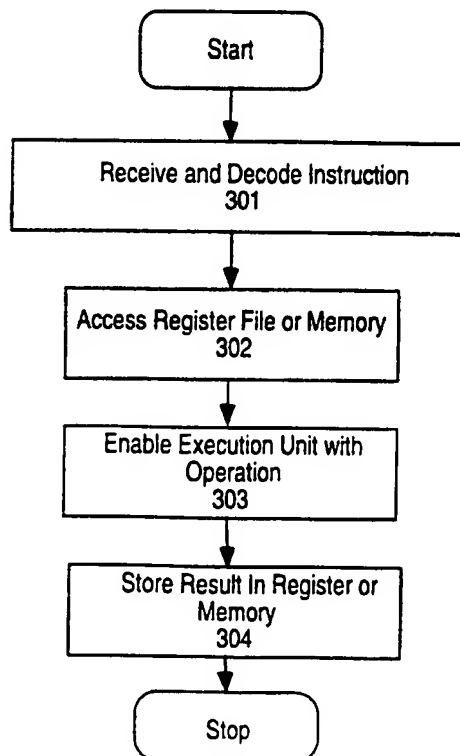 Start
Receive and Decode Instruction
301
Access Register File or Memory
302
Enable Execution Unit with
Operation
303
Store Result In Register or
Memory
304
Stop